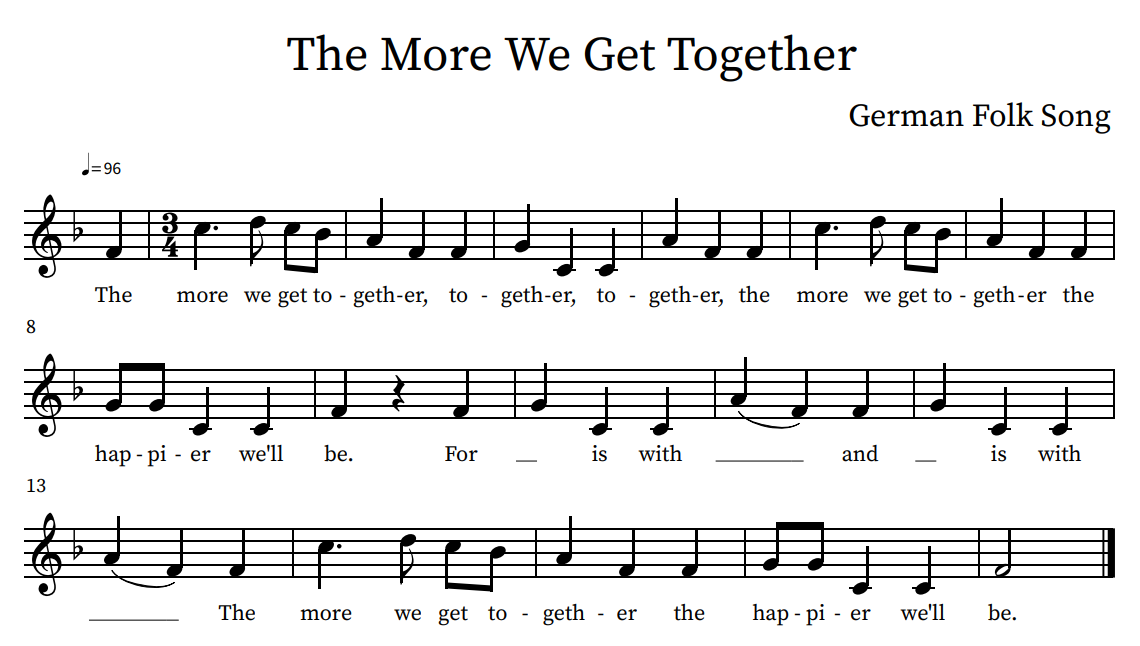 The More We Get Together
German Folk Song
♩=96
3
4
The more we get to - geth-er, to - geth-er, to - geth-er, the more we get to - geth-er the
8
hap - pi - er we'll be. For __ is with ________ and __ is with
13
________ The more we get to - geth - er the hap - pi - er we'll be.